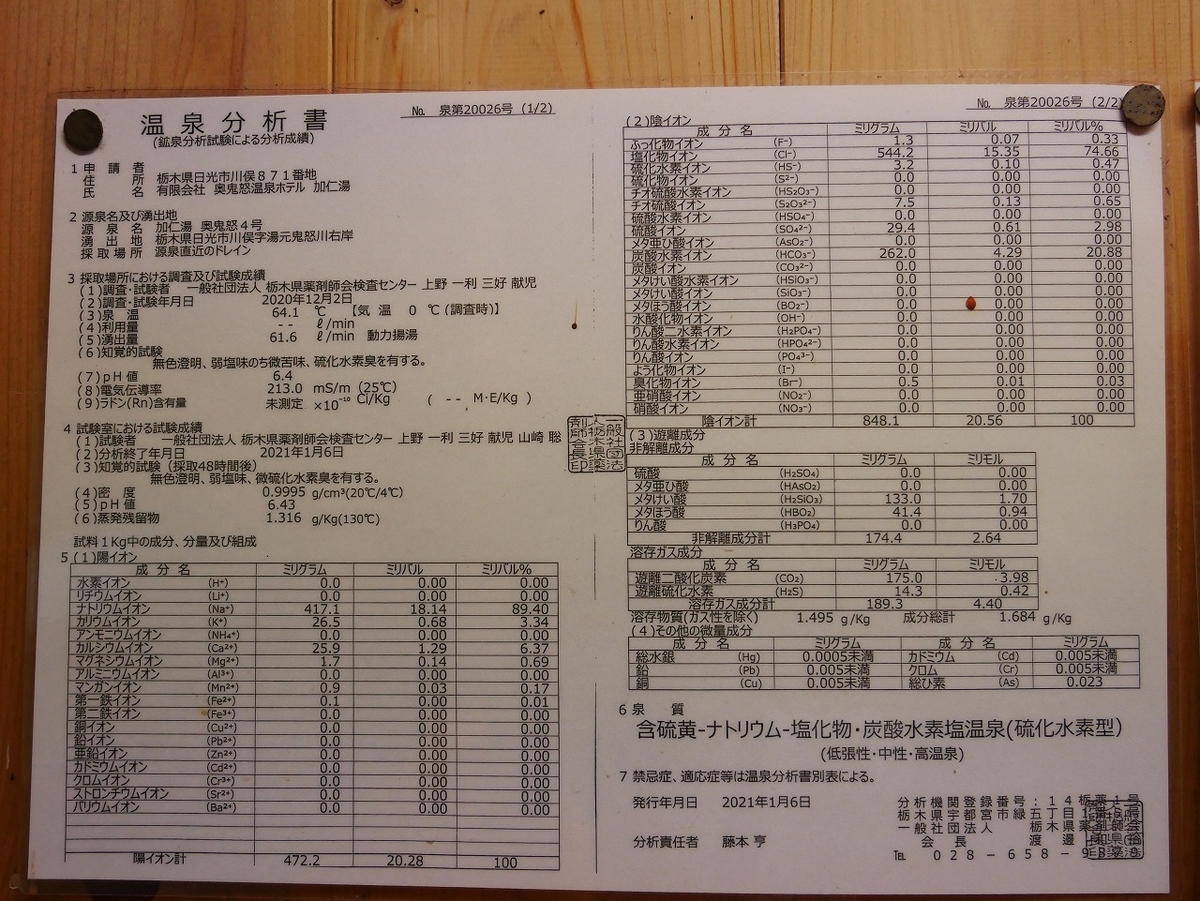 温泉分析書
(鉱泉分析試験による分析成績)
№ 泉第20026号 (1/2)
1 申請者
住所 栃木県日光市川俣871番地
氏名 有限会社 奥鬼怒温泉ホテル 加仁湯
2 源泉名及び湧出地
源泉名 加仁湯 奥鬼怒4号
湧出地 栃木県日光市川俣字湯元鬼怒川右岸
採取場所 源泉直近のドレイン
3 採取場所における調査及び試験成績
(1)調査・試験者 一般社団法人 栃木県薬剤師会検査センター 上野 一利 三好 献児
(2)調査・試験年月日 2020年12月2日
(3)泉温 64.1 ℃ 【気温 0 ℃(調査時)】
(4)利用量 -- ℓ/min
(5)湧出量 61.6 ℓ/min 動力揚湯
(6)知覚的試験
無色澄明、弱塩味のち微苦味、硫化水素臭を有する。
(7)pH値 6.4
(8)電気伝導率 213.0 mS/m (25℃)
(9)ラドン(Rn)含有量 未測定 ×10⁻¹⁰ Ci/Kg ( -- M・E/Kg )
4 試験室における試験成績
(1)試験者 一般社団法人 栃木県薬剤師会検査センター 上野 一利 三好 献児 山崎 聡
(2)分析終了年月日 2021年1月6日
(3)知覚的試験 (採取48時間後)
無色澄明、弱塩味、微硫化水素臭を有する。
(4)密度 0.9995 g/cm³(20℃/4℃)
(5)pH値 6.43
(6)蒸発残留物 1.316 g/Kg(130℃)
試料1Kg中の成分、分量及び組成
5 (1)陽イオン
成分名 ミリグラム ミリバル ミリバル%
水素イオン (H⁺) 0.0 0.00 0.00
リチウムイオン (Li⁺) 0.0 0.00 0.00
ナトリウムイオン (Na⁺) 417.1 18.14 89.40
カリウムイオン (K⁺) 26.5 0.68 3.34
アンモニウムイオン (NH₄⁺) 0.0 0.00 0.00
カルシウムイオン (Ca²⁺) 25.9 1.29 6.37
マグネシウムイオン (Mg²⁺) 1.7 0.14 0.69
アルミニウムイオン (Al³⁺) 0.0 0.00 0.00
マンガンイオン (Mn²⁺) 0.9 0.03 0.17
第一鉄イオン (Fe²⁺) 0.1 0.00 0.01
第二鉄イオン (Fe³⁺) 0.0 0.00 0.00
銅イオン (Cu²⁺) 0.0 0.00 0.00
鉛イオン (Pb²⁺) 0.0 0.00 0.00
亜鉛イオン (Zn²⁺) 0.0 0.00 0.00
カドミウムイオン (Cd²⁺) 0.0 0.00 0.00
クロムイオン (Cr³⁺) 0.0 0.00 0.00
ストロンチウムイオン (Sr²⁺) 0.0 0.00 0.00
バリウムイオン (Ba²⁺) 0.0 0.00 0.00
陽イオン計 472.2 20.28 100
№ 泉第20026号 (2/2)
(2)陰イオン
成分名 ミリグラム ミリバル ミリバル%
ふっ化物イオン (F⁻) 1.3 0.07 0.33
塩化物イオン (Cl⁻) 544.2 15.35 74.66
硫化水素イオン (HS⁻) 3.2 0.10 0.47
硫化物イオン (S²⁻) 0.0 0.00 0.00
チオ硫酸水素イオン (HS₂O₃⁻) 0.0 0.00 0.00
チオ硫酸イオン (S₂O₃²⁻) 7.5 0.13 0.65
硫酸水素イオン (HSO₄⁻) 0.0 0.00 0.00
硫酸イオン (SO₄²⁻) 29.4 0.61 2.98
メタ亜ひ酸イオン (AsO₂⁻) 0.0 0.00 0.00
炭酸水素イオン (HCO₃⁻) 262.0 4.29 20.88
炭酸イオン (CO₃²⁻) 0.0 0.00 0.00
メタけい酸水素イオン (HSiO₃⁻) 0.0 0.00 0.00
メタけい酸イオン (SiO₃⁻) 0.0 0.00 0.00
メタほう酸イオン (BO₂⁻) 0.0 0.00 0.00
水酸化物イオン (OH⁻) 0.0 0.00 0.00
りん酸二水素イオン (H₂PO₄⁻) 0.0 0.00 0.00
りん酸水素イオン (HPO₄²⁻) 0.0 0.00 0.00
りん酸イオン (PO₄³⁻) 0.0 0.00 0.00
よう化物イオン (I⁻) 0.0 0.00 0.00
臭化物イオン (Br⁻) 0.5 0.01 0.03
亜硝酸イオン (NO₂⁻) 0.0 0.00 0.00
硝酸イオン (NO₃⁻) 0.0 0.00 0.00
陰イオン計 848.1 20.56 100
(3)遊離成分
非解離成分
成分名 ミリグラム ミリモル
硫酸 (H₂SO₄) 0.0 0.00
メタ亜ひ酸 (HAsO₂) 0.0 0.00
メタけい酸 (H₂SiO₃) 133.0 1.70
メタほう酸 (HBO₂) 41.4 0.94
りん酸 (H₃PO₄) 0.0 0.00
非解離成分計 174.4 2.64
溶存ガス成分
成分名 ミリグラム ミリモル
遊離二酸化炭素 (CO₂) 175.0 3.98
遊離硫化水素 (H₂S) 14.3 0.42
溶存ガス成分計 189.3 4.40
溶存物質(ガス性を除く) 1.495 g/Kg 成分総計 1.684 g/Kg
(4)その他の微量成分
成分名 ミリグラム 成分名 ミリグラム
総水銀 (Hg) 0.0005未満 カドミウム (Cd) 0.005未満
鉛 (Pb) 0.005未満 クロム (Cr) 0.005未満
銅 (Cu) 0.005未満 総ひ素 (As) 0.023
6 泉質
含硫黄-ナトリウム-塩化物・炭酸水素塩温泉(硫化水素型)
(低張性・中性・高温泉)
7 禁忌症、適応症等は温泉分析書別表による。
発行年月日 2021年1月6日
分析責任者 藤本 亨
分析機関登録番号:14栃薬1号
栃木県宇都宮市緑五丁目
一般社団法人 栃木県薬剤師会
会長 渡邊
℡ 028-658-
一般社団法人栃木県薬剤師会長印